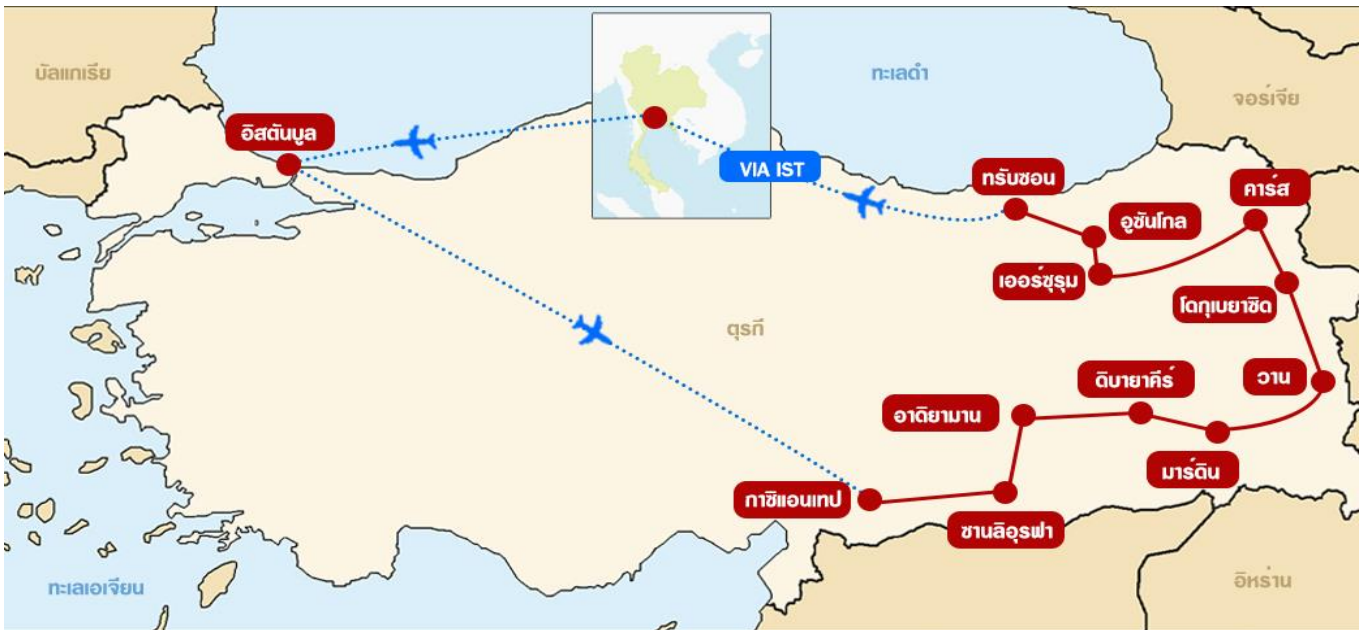 บัลแกเรีย
ทะเลดำ
จอร์เจีย
อิสตันบูล
VIA IST
ทรับซอน
คาร์ส
อูซันโกล
เออร์ซุรุม
โดกุเบยาซิด
ตุรกี
ดิบายาคีร์
วาน
อาดิยามาน
มาร์ดิน
กาซิแอนเทป
ซานลิอุรฟา
ทะเลเอเจียน
อิหร่าน